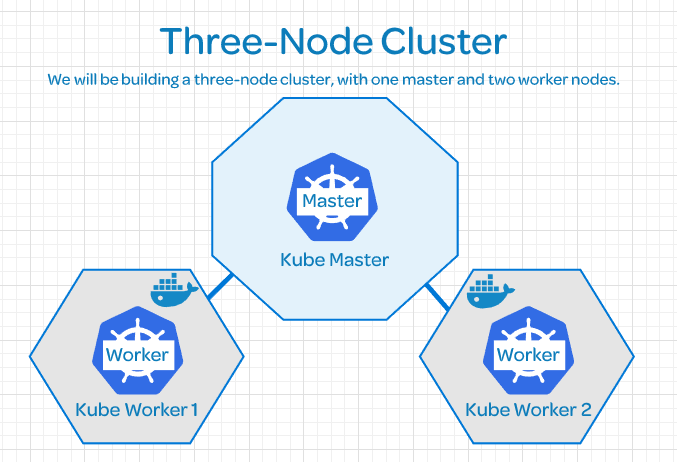 Three-Node Cluster
We will be building a three-node cluster, with one master and two worker nodes.
Master
Kube Master
Worker
Kube Worker 1
Worker
Kube Worker 2